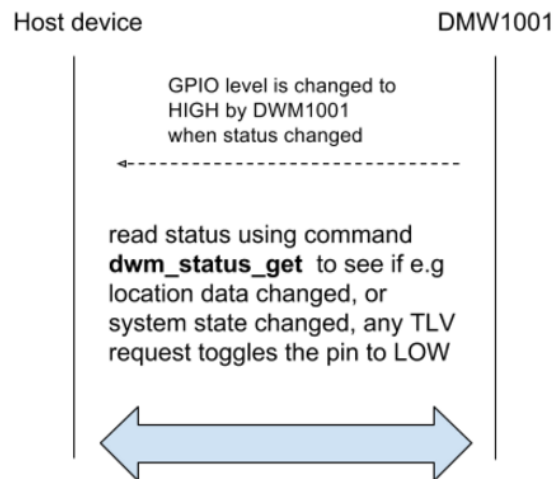 Host device
DMW1001
GPIO level is changed to
HIGH by DWM1001
when status changed
read status using command
dwm_status_get to see if e.g
location data changed, or
system state changed, any TLV
request toggles the pin to LOW